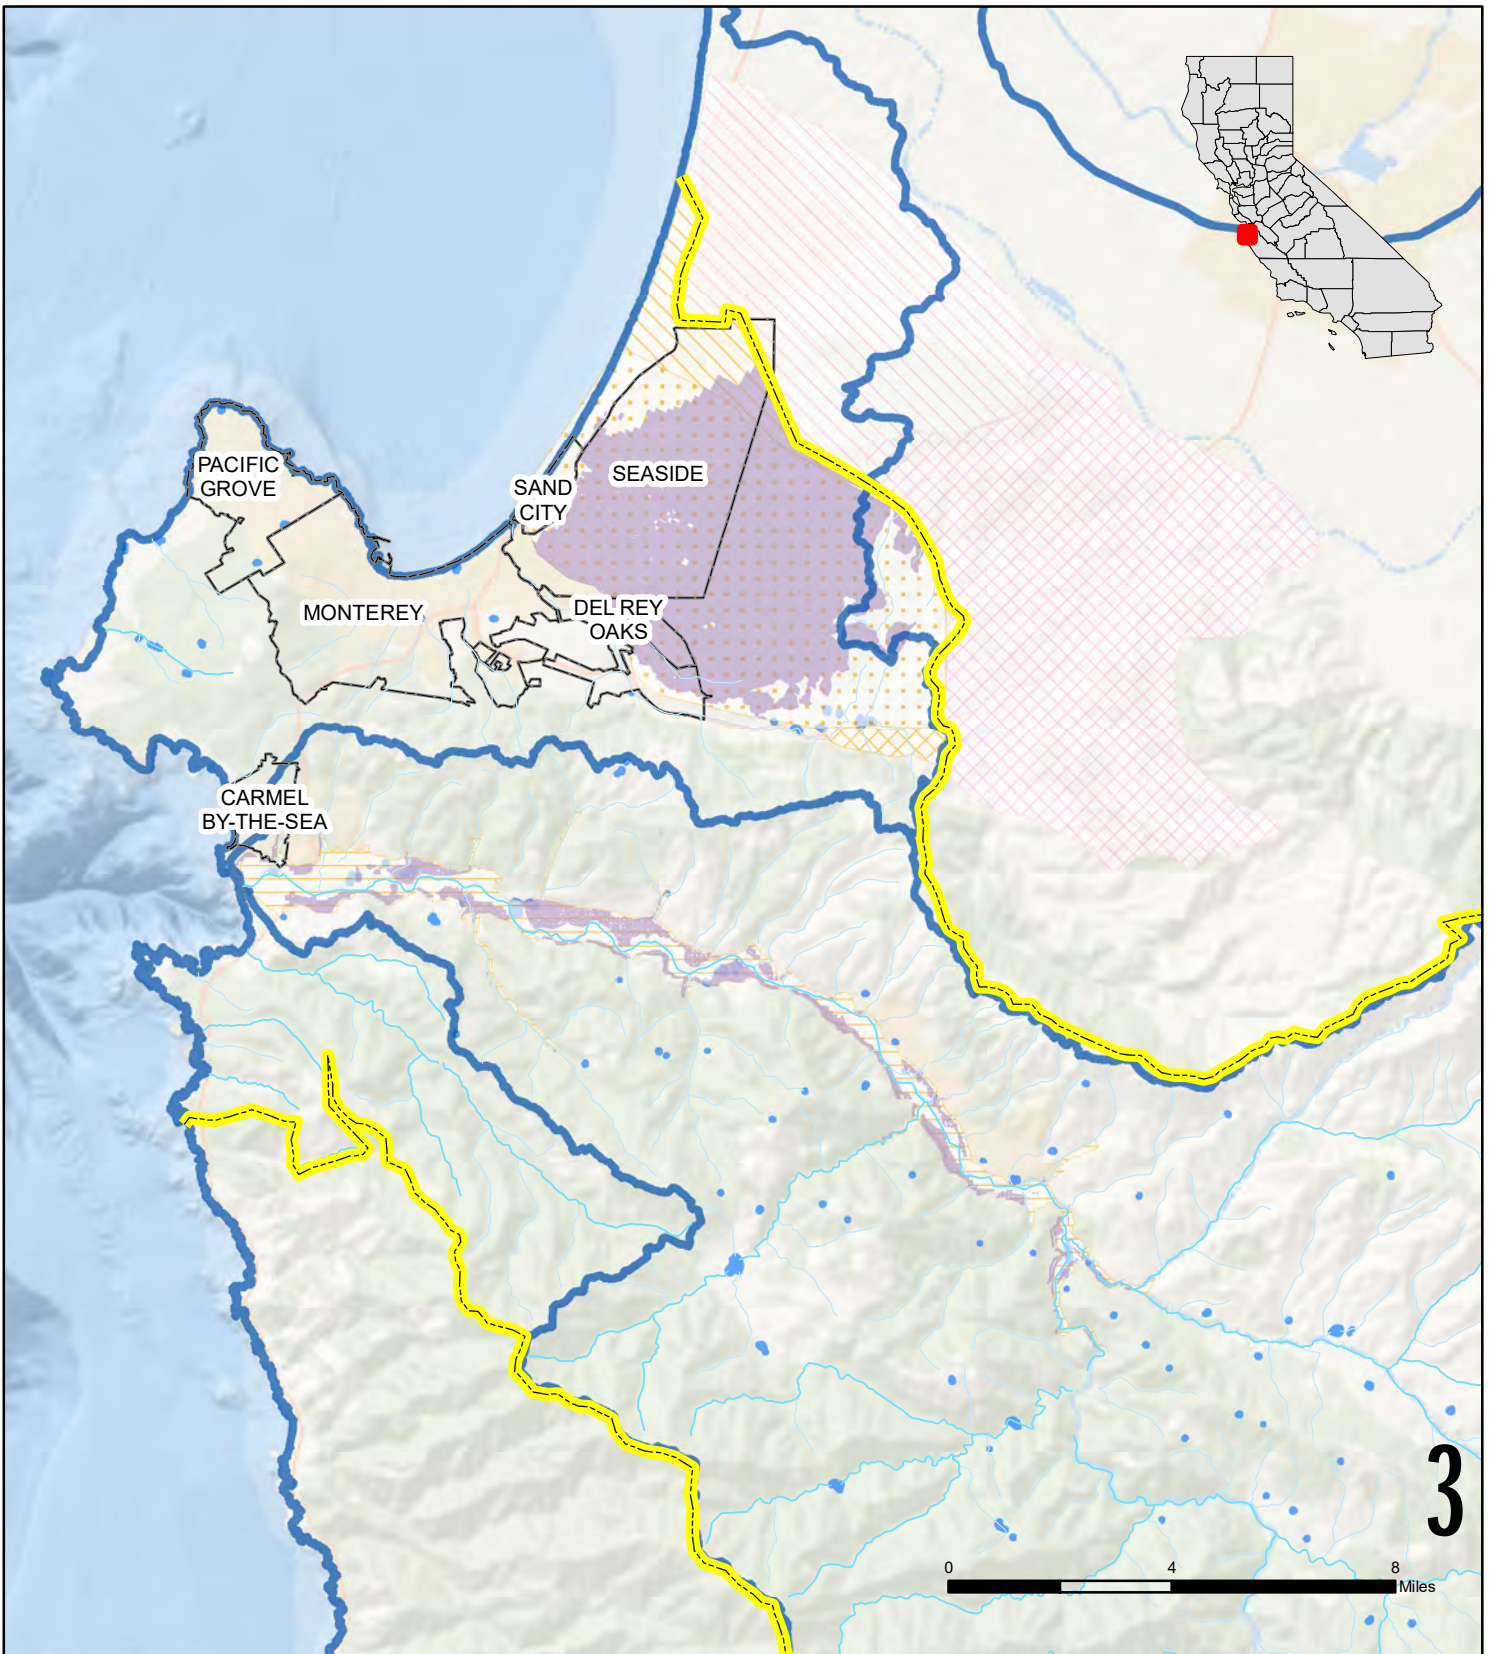 PACIFIC
GROVE
SAND
CITY
SEASIDE
MONTEREY
DEL REY
OAKS
CARMEL
BY-THE-SEA
3
0 4 8
Miles